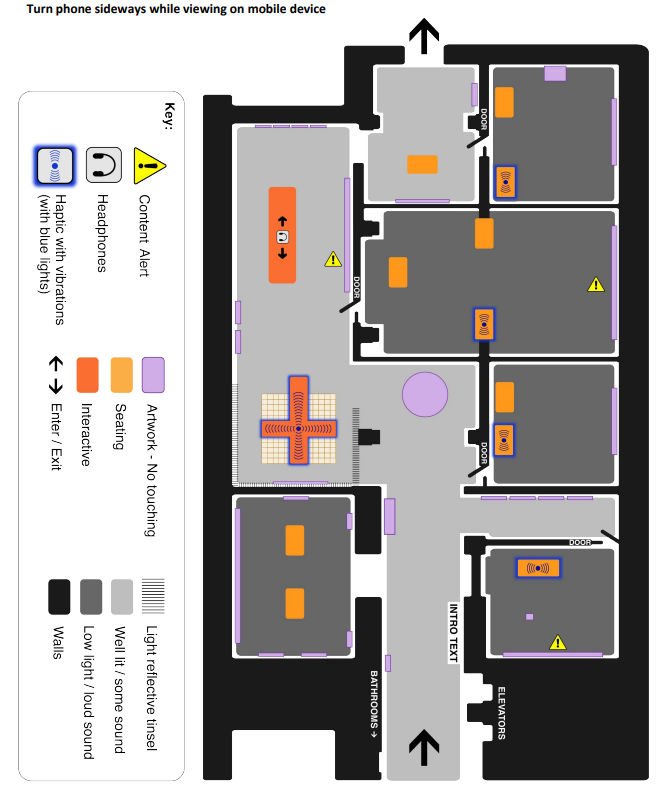 Turn phone sideways while viewing on mobile device
Key:
Content Alert
Headphones
Haptic with vibrations
(with blue lights)
Artwork - No touching
Seating
Interactive
Enter / Exit
Light reflective tinsel
Well lit / some sound
Low light / loud sound
Walls
DOOR
DOOR
DOOR
DOOR
INTRO TEXT
BATHROOMS →
ELEVATORS